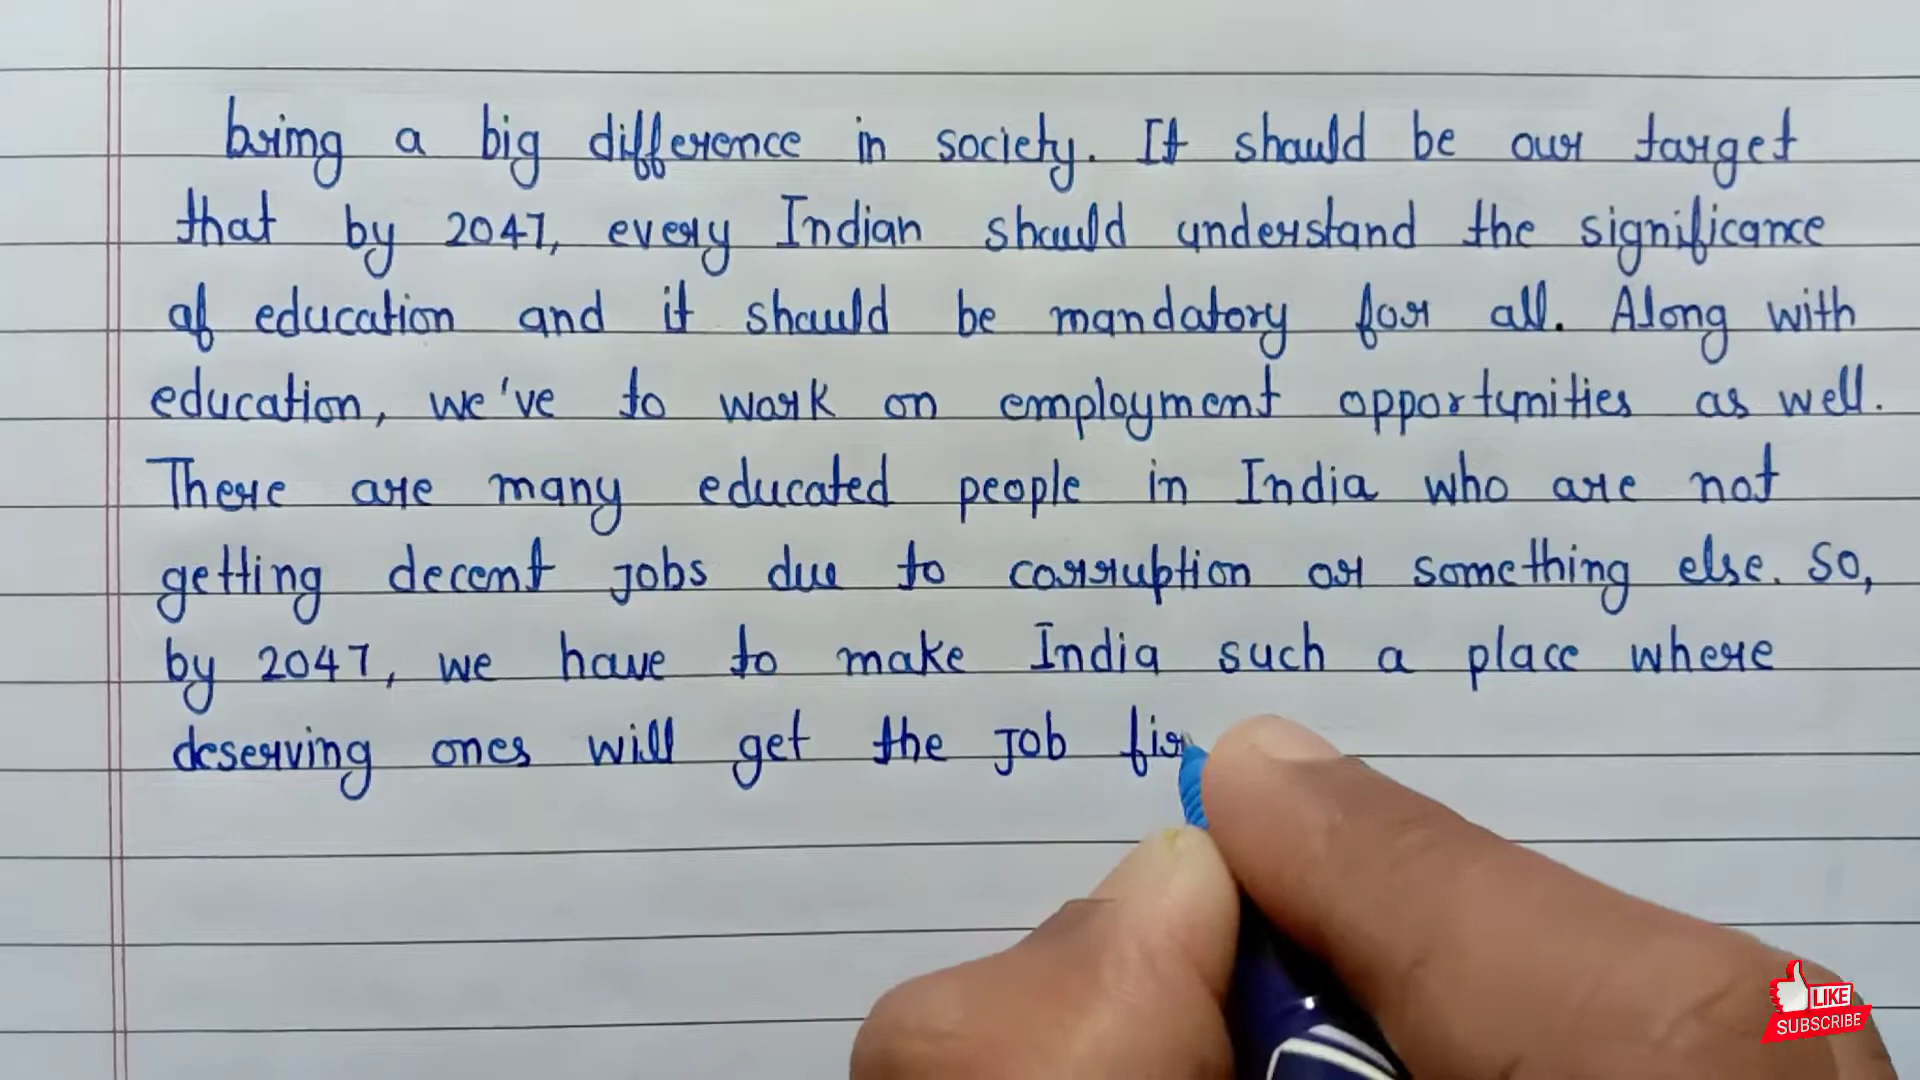 bring a big difference in society. It should be our target
that by 2047, every Indian should understand the significance
of education and it should be mandatory for all. Along with
education, we've to work on employment opportunities as well.
There are many educated people in India who are not
getting decent jobs due to corruption or something else. So,
by 2047, we have to make India such a place where
deserving ones will get the job fir
LIKE
SUBSCRIBE